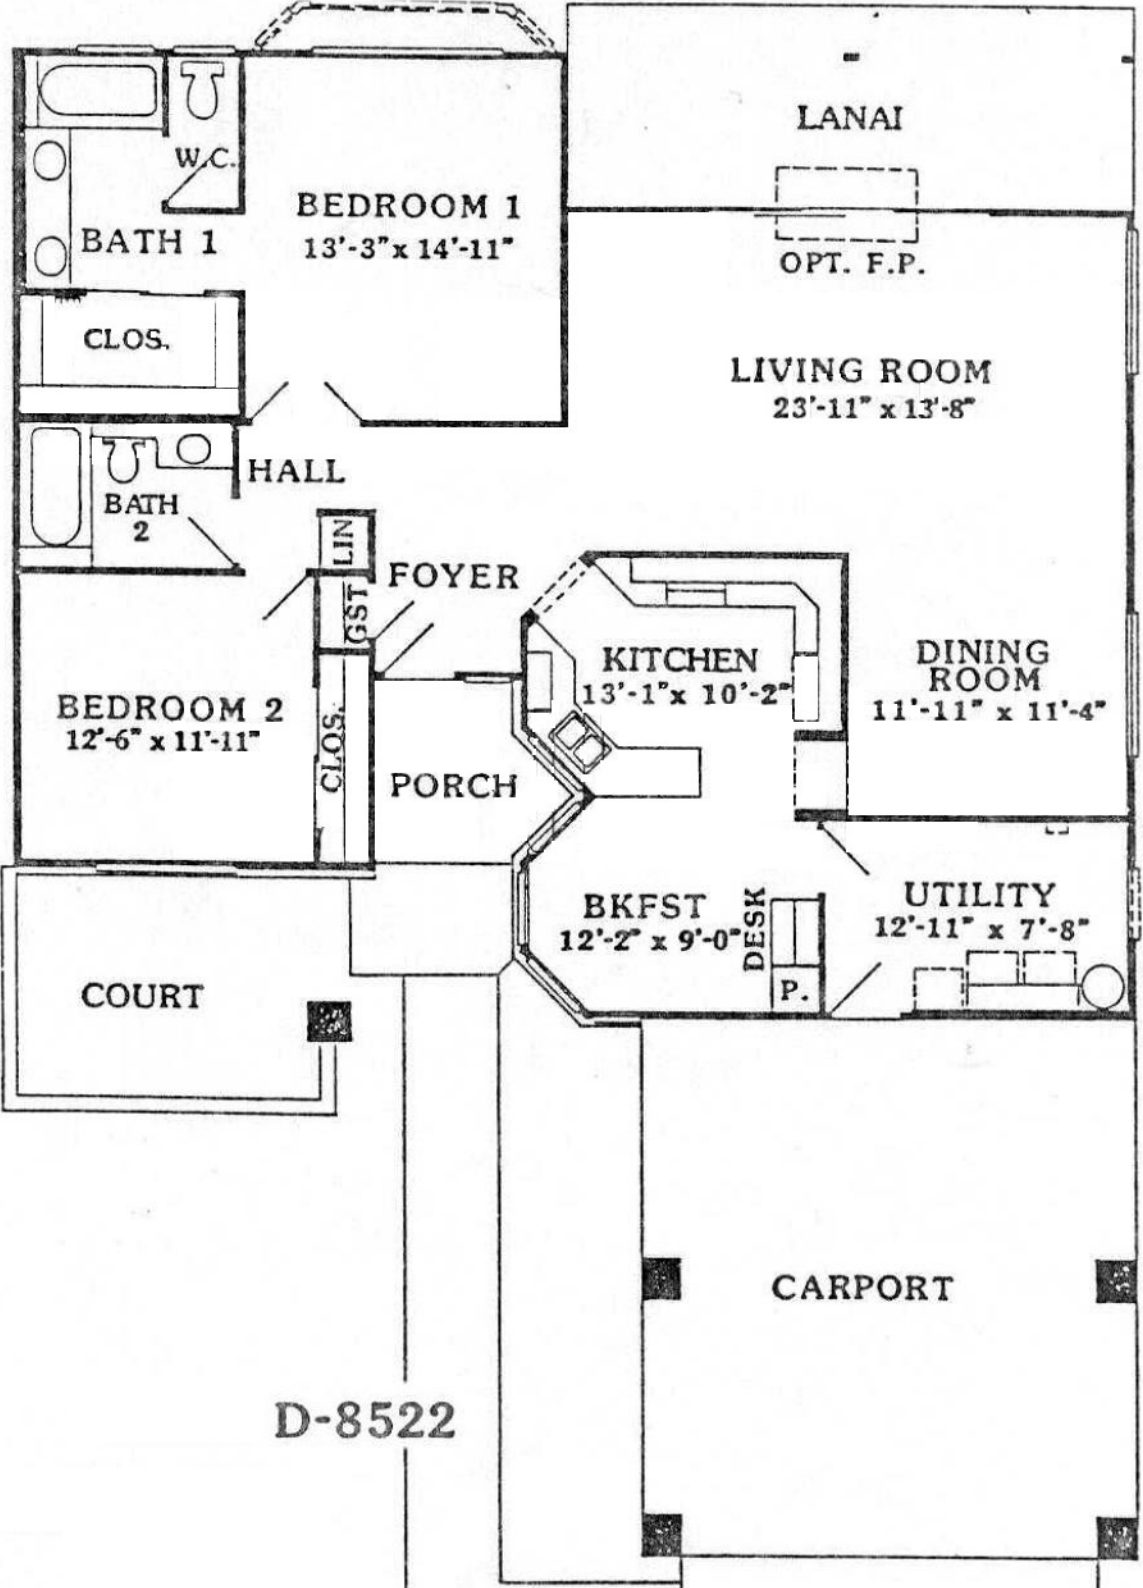 LANAI
W.C.
BEDROOM 1
13'-3" x 14'-11"
BATH 1
OPT. F.P.
CLOS.
LIVING ROOM
23'-11" x 13'-8"
HALL
BATH
2
LIN
FOYER
GST
KITCHEN
13'-1" x 10'-2"
DINING
ROOM
11'-11" x 11'-4"
BEDROOM 2
12'-6" x 11'-11"
CLOS.
PORCH
BKFST
12'-2" x 9'-0"
DESK
UTILITY
12'-11" x 7'-8"
P.
COURT
CARPORT
D-8522